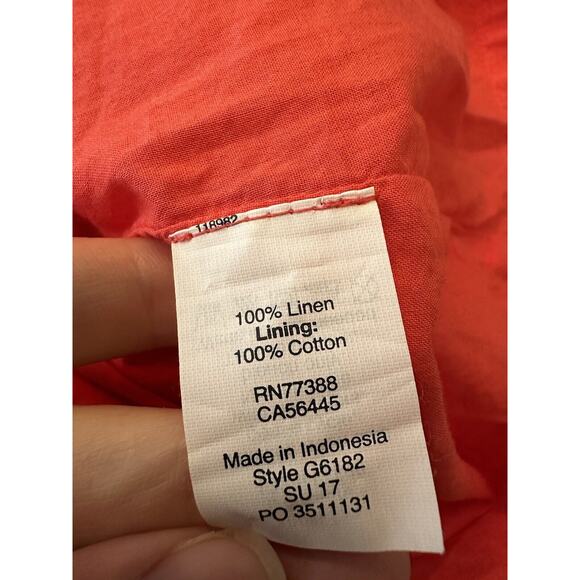 118982
100% Linen
Lining:
100% Cotton
RN77388
CA56445
Made in Indonesia
Style G6182
SU 17
PO 3511131